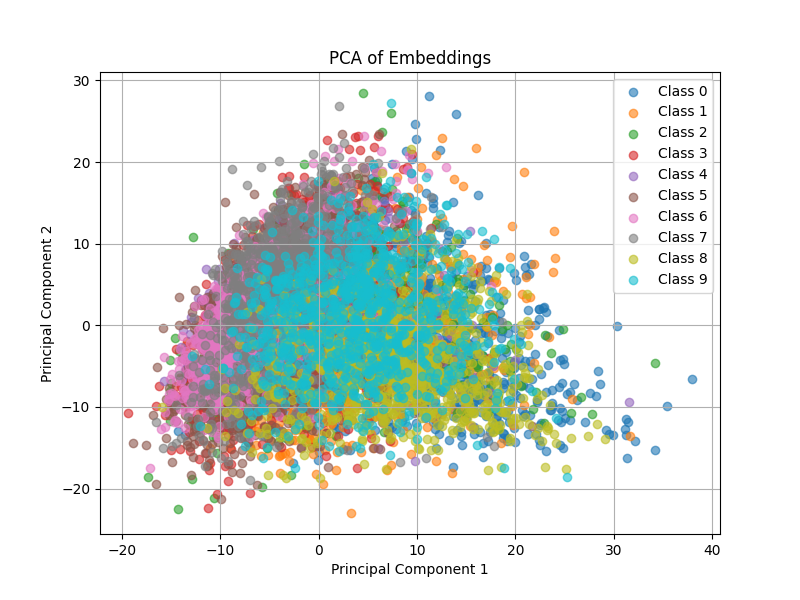 PCA of Embeddings
30
20
10
0
−10
−20
−20
−10
0
10
20
30
40
Principal Component 1
Principal Component 2
Class 0
Class 1
Class 2
Class 3
Class 4
Class 5
Class 6
Class 7
Class 8
Class 9